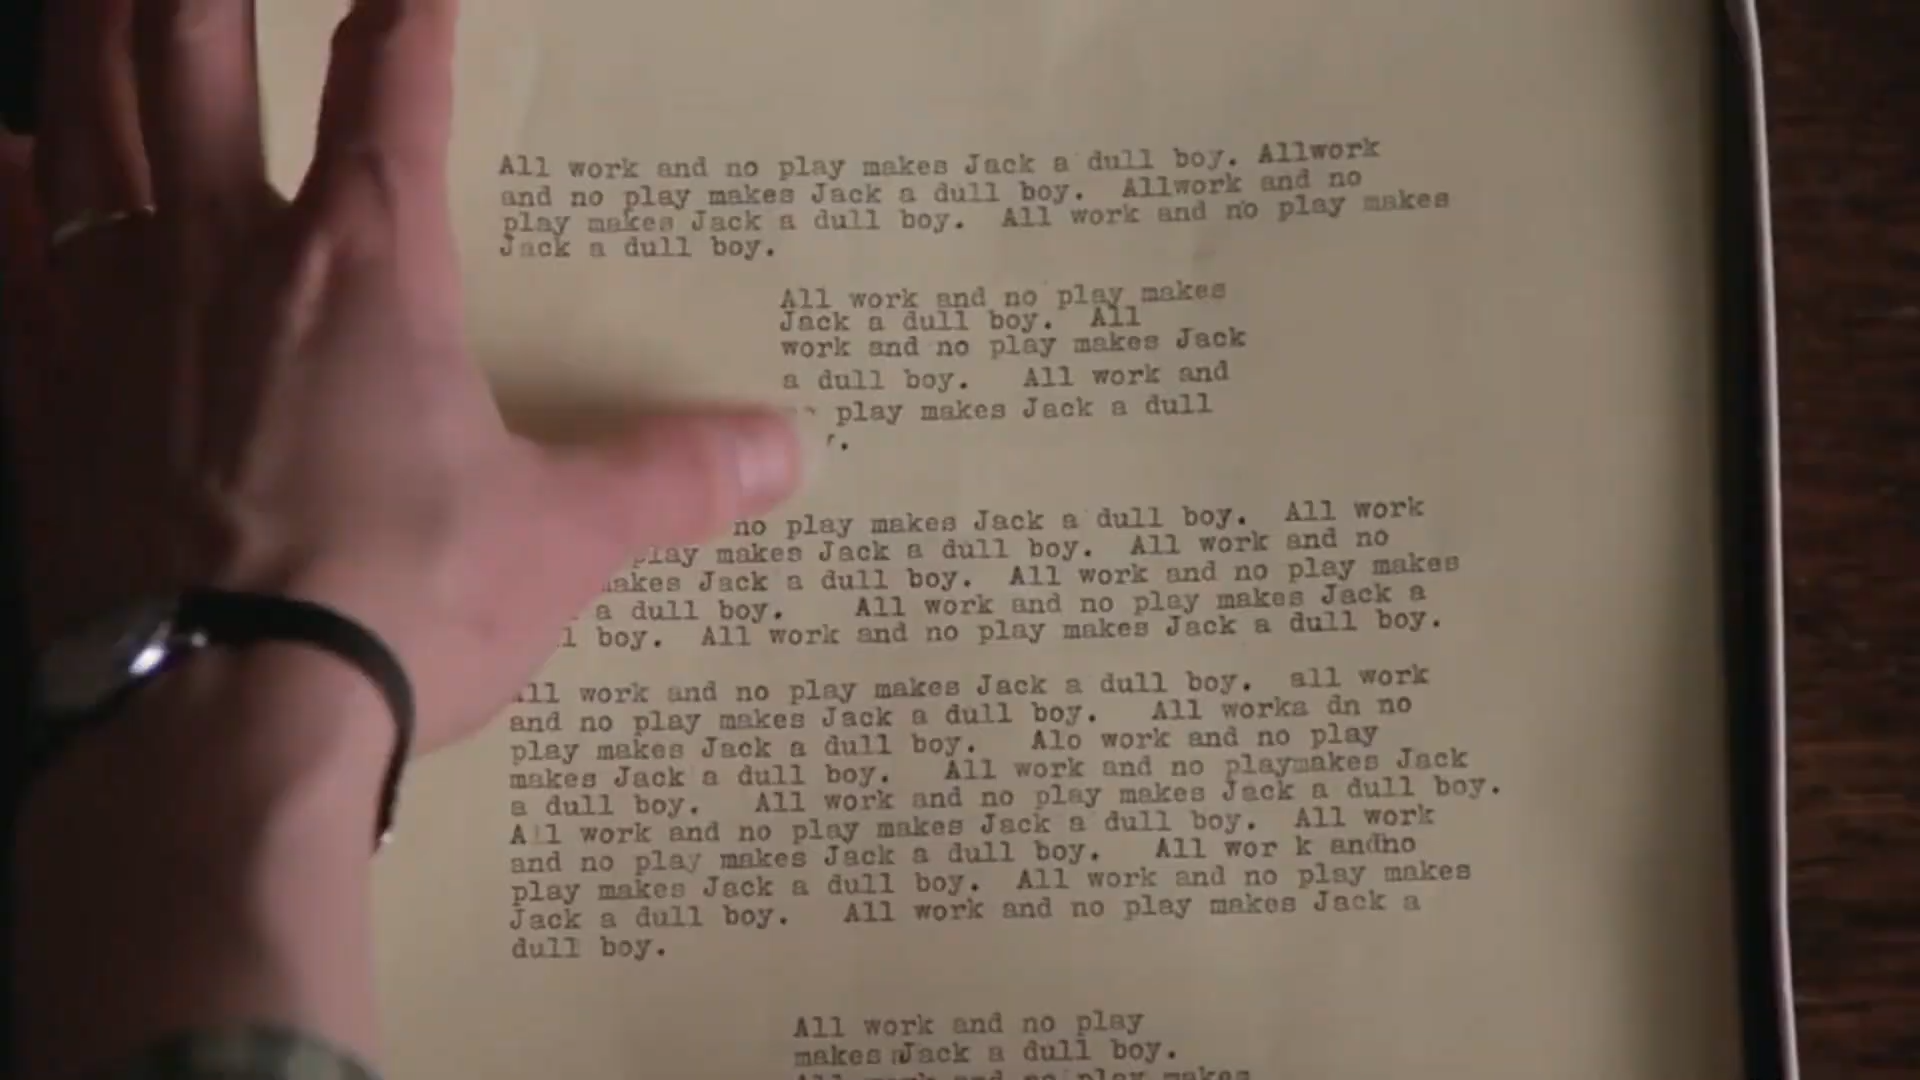 All work and no play makes Jack a dull boy. Allwork
and no play makes Jack a dull boy. Allwork and no
play makes Jack a dull boy. All work and no play makes
Jack a dull boy.
All work and no play makes
Jack a dull boy. All
work and no play makes Jack
a dull boy. All work and
play makes Jack a dull
no play makes Jack a dull boy. All work
play makes Jack a dull boy. All work and no
makes Jack a dull boy. All work and no play makes
a dull boy. All work and no play makes Jack a
boy. All work and no play makes Jack a dull boy.
All work and no play makes Jack a dull boy. all work
and no play makes Jack a dull boy. All worka dn no
play makes Jack a dull boy. Alo work and no play
makes Jack a dull boy. All work and no playmakes Jack
a dull boy. All work and no play makes Jack a dull boy.
All work and no play makes Jack a dull boy. All work
and no play makes Jack a dull boy. All wor k andno
play makes Jack a dull boy. All work and no play makes
Jack a dull boy. All work and no play makes Jack a
dull boy.
All work and no play
makes Jack a dull boy.
All work and no play makes